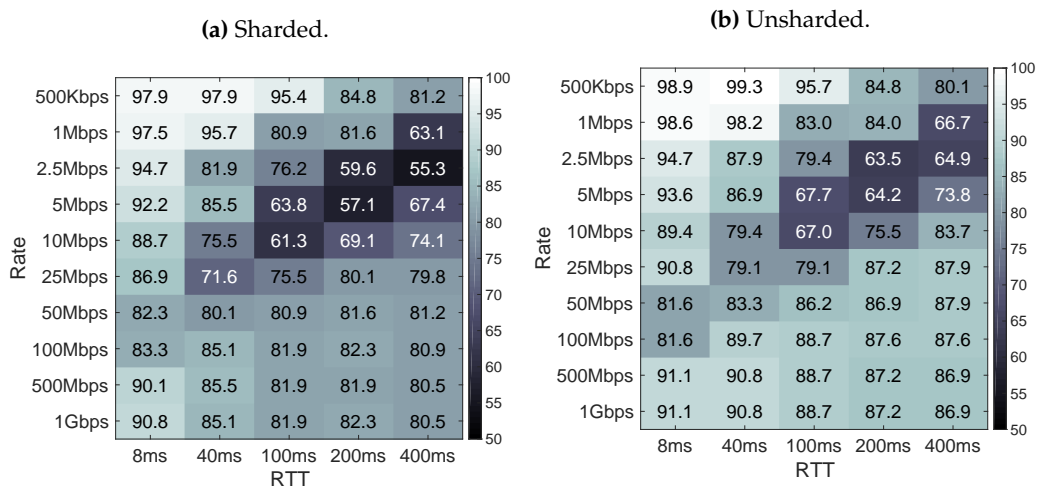 (a) Sharded.
500Kbps 97.9 97.9 95.4 84.8 81.2
1Mbps 97.5 95.7 80.9 81.6 63.1
2.5Mbps 94.7 81.9 76.2 59.6 55.3
5Mbps 92.2 85.5 63.8 57.1 67.4
10Mbps 88.7 75.5 61.3 69.1 74.1
25Mbps 86.9 71.6 75.5 80.1 79.8
50Mbps 82.3 80.1 80.9 81.6 81.2
100Mbps 83.3 85.1 81.9 82.3 80.9
500Mbps 90.1 85.5 81.9 81.9 80.5
1Gbps 90.8 85.1 81.9 82.3 80.5
8ms 40ms 100ms 200ms 400ms
RTT
Rate
100
95
90
85
80
75
70
65
60
55
50
(b) Unsharded.
500Kbps 98.9 99.3 95.7 84.8 80.1
1Mbps 98.6 98.2 83.0 84.0 66.7
2.5Mbps 94.7 87.9 79.4 63.5 64.9
5Mbps 93.6 86.9 67.7 64.2 73.8
10Mbps 89.4 79.4 67.0 75.5 83.7
25Mbps 90.8 79.1 79.1 87.2 87.9
50Mbps 81.6 83.3 86.2 86.9 87.9
100Mbps 81.6 89.7 88.7 87.6 87.6
500Mbps 91.1 90.8 88.7 87.2 86.9
1Gbps 91.1 90.8 88.7 87.2 86.9
8ms 40ms 100ms 200ms 400ms
RTT
Rate
100
95
90
85
80
75
70
65
60
55
50